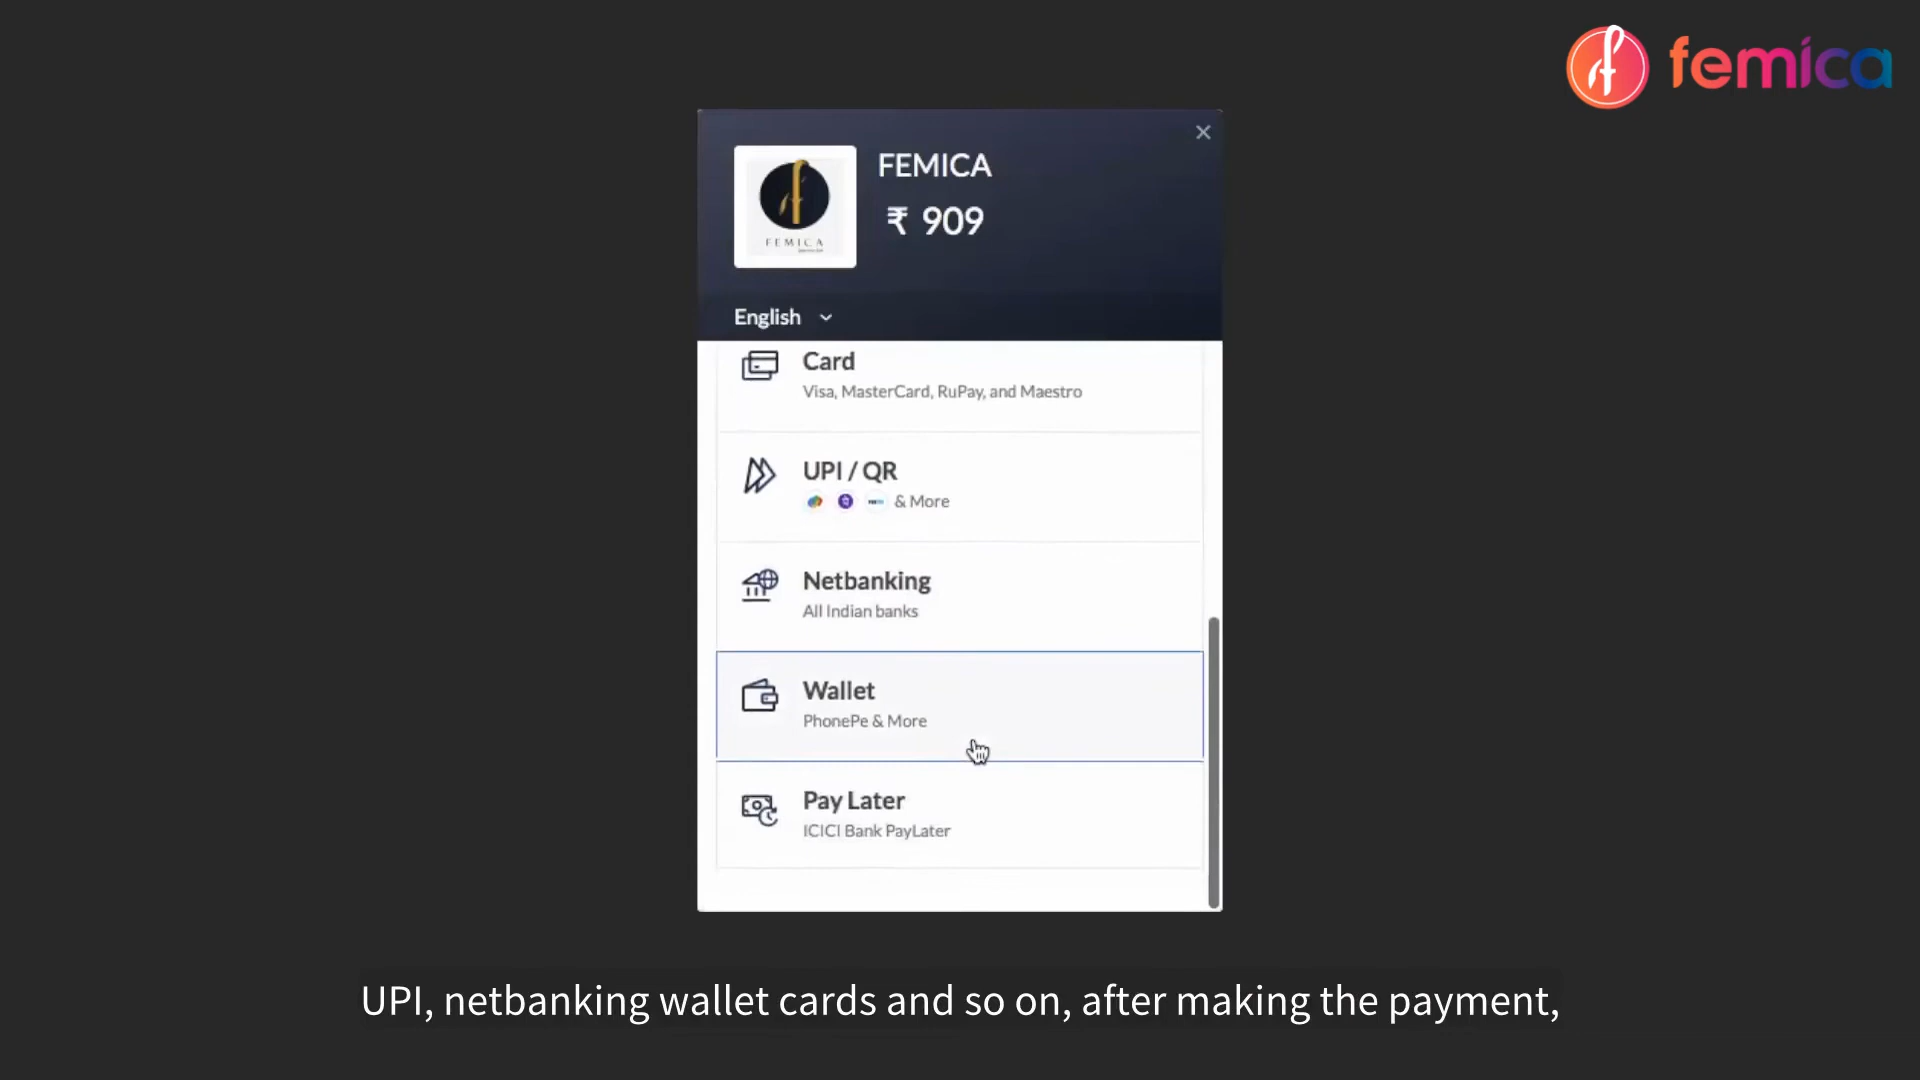 femica
FEMICA
₹ 909
FEMICA
English
Card
Visa, MasterCard, RuPay, and Maestro
UPI / QR
& More
Netbanking
All Indian banks
Wallet
PhonePe & More
Pay Later
ICICI Bank PayLater
UPI, netbanking wallet cards and so on, after making the payment,